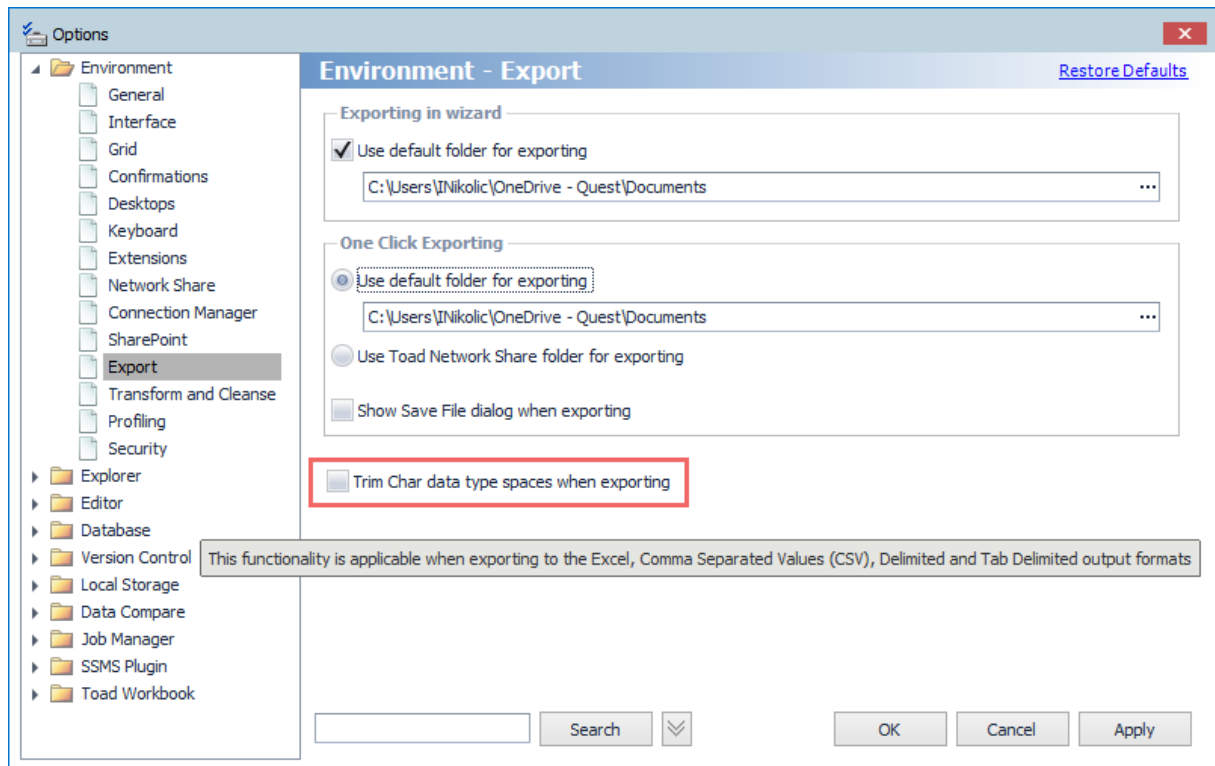 Options
Environment
General
Interface
Grid
Confirmations
Desktops
Keyboard
Extensions
Network Share
Connection Manager
SharePoint
Export
Transform and Cleanse
Profiling
Security
Explorer
Editor
Database
Version Control
Local Storage
Data Compare
Job Manager
SSMS Plugin
Toad Workbook
Environment - Export
Restore Defaults
Exporting in wizard
Use default folder for exporting
C:\Users\INikolic\OneDrive - Quest\Documents
...
One Click Exporting
Use default folder for exporting
C:\Users\INikolic\OneDrive - Quest\Documents
...
Use Toad Network Share folder for exporting
Show Save File dialog when exporting
Trim Char data type spaces when exporting
This functionality is applicable when exporting to the Excel, Comma Separated Values (CSV), Delimited and Tab Delimited output formats
Search
OK
Cancel
Apply